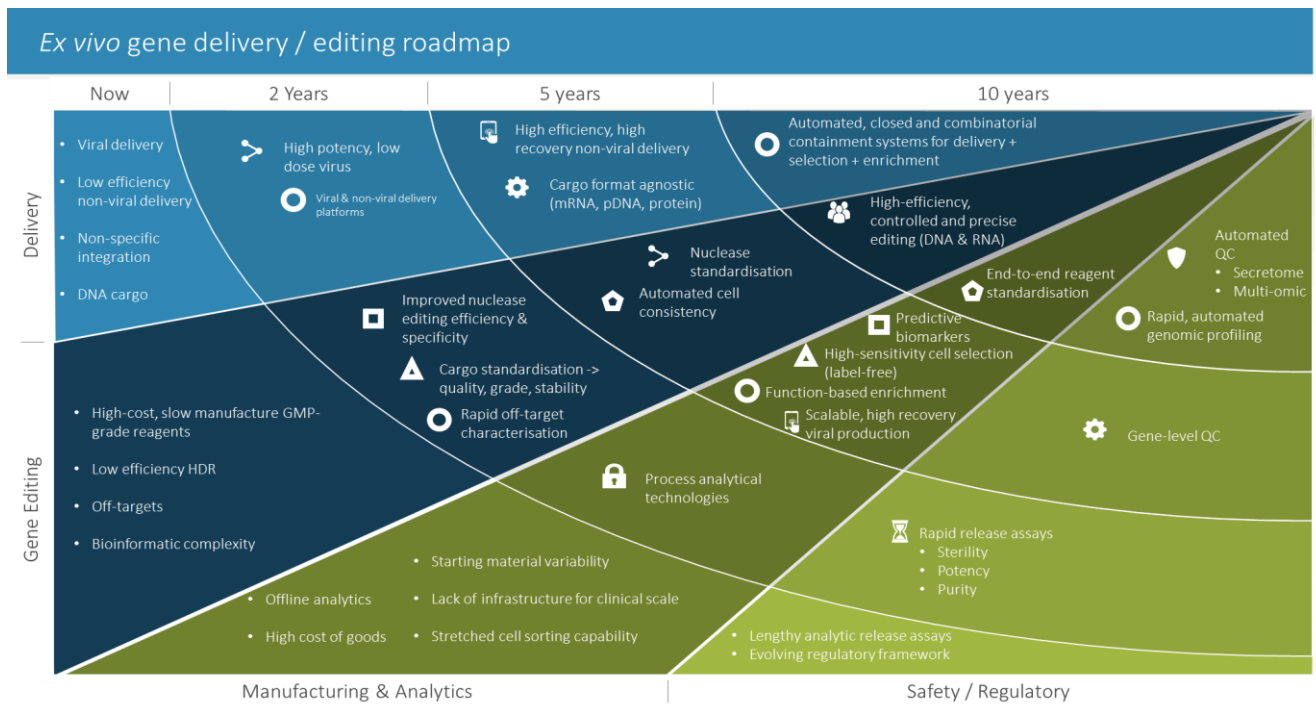 Ex vivo gene delivery / editing roadmap
Now
2 Years
5 years
10 years
Delivery
• Viral delivery
• Low efficiency
non-viral delivery
• Non-specific
integration
• DNA cargo
High potency, low
dose virus
Viral & non-viral delivery
platforms
High efficiency, high
recovery non-viral delivery
Cargo format agnostic
(mRNA, pDNA, protein)
Automated, closed and combinatorial
containment systems for delivery +
selection + enrichment
Gene Editing
• High-cost, slow manufacture GMP-
grade reagents
• Low efficiency HDR
• Off-targets
• Bioinformatic complexity
Improved nuclease
editing efficiency &
specificity
Cargo standardisation ->
quality, grade, stability
Rapid off-target
characterisation
Nuclease
standardisation
Automated cell
consistency
High-efficiency,
controlled and precise
editing (DNA & RNA)
• Offline analytics
• High cost of goods
• Starting material variability
• Lack of infrastructure for clinical scale
• Stretched cell sorting capability
Process analytical
technologies
End-to-end reagent
standardisation
Predictive
biomarkers
High-sensitivity cell selection
(label-free)
Function-based enrichment
Scalable, high recovery
viral production
Automated
QC
• Secretome
• Multi-omic
Rapid, automated
genomic profiling
Gene-level QC
Rapid release assays
• Sterility
• Potency
• Purity
• Lengthy analytic release assays
• Evolving regulatory framework
Manufacturing & Analytics
Safety / Regulatory